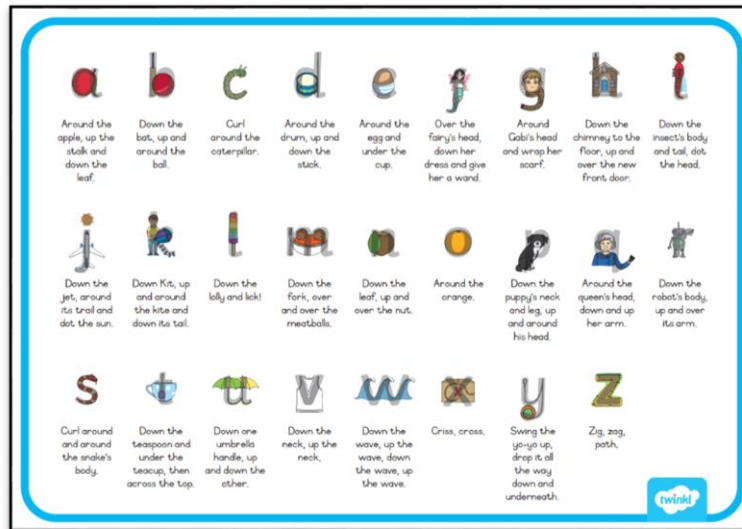 a b c d e f g h i
Around the
apple, up the
stalk and
down the
leaf.
Down the
bat, up and
around the
ball.
Curl
around the
caterpillar.
Around the
drum, up and
down the
stick.
Around the
egg and
under the
cup.
Over the
fairy's head,
down her
dress and give
her a wand.
Around
Gabi's head
and wrap her
scarf.
Down the
chimney to the
floor, up and
over the new
front door.
Down the
insect's body
and tail, dot
the head.
j k l m n o p q r
Down the
jet, around
its trail and
dot the sun.
Down Kit, up
and around
the kite and
down its tail.
Down the
lolly and lick!
Down the
fork, over
and over the
meatballs.
Down the
leaf, up and
over the nut.
Around the
orange.
Down the
puppy's neck
and leg, up
and around
his head.
Around the
queen's head,
down and up
her arm.
Down the
robot's body,
up and over
its arm.
s t u v w x y z
Curl around
and around
the snake's
body.
Down the
teaspoon and
under the
teacup, then
across the top.
Down one
umbrella
handle, up
and down the
other.
Down the
neck, up the
neck.
Down the
wave, up the
wave, down
the wave, up
the wave.
Criss, cross.
Swing the
yo-yo up,
drop it all
the way
down and
underneath.
Zig, zag,
path.
twinkl